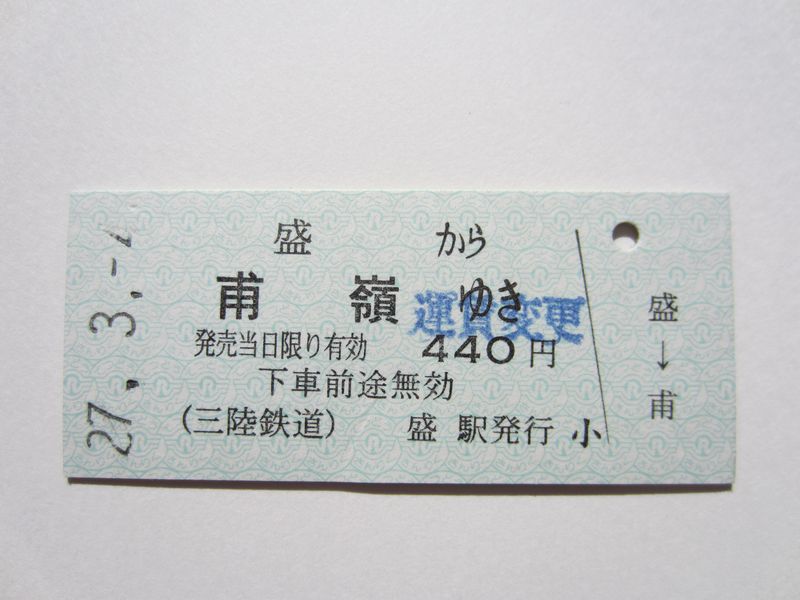 盛 から
甫嶺 ゆき
運賃変更
発売当日限り有効 440円
下車前途無効
(三陸鉄道) 盛 駅発行 小
盛→甫
27.3.-